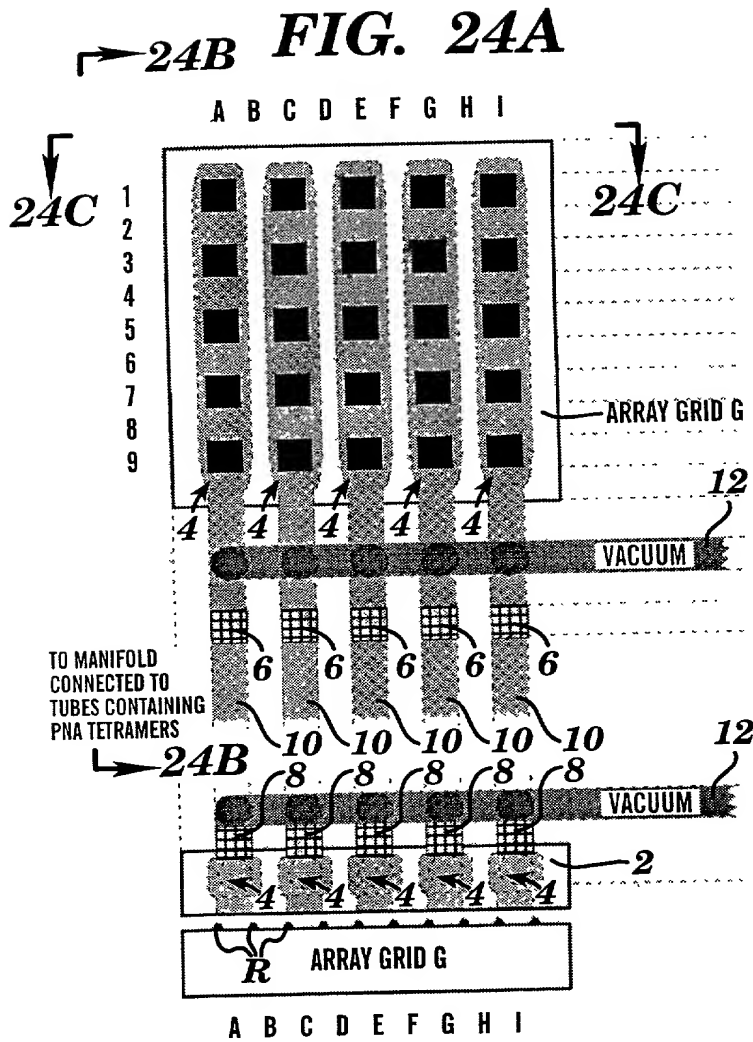 FIG. 24A
24B
A B C D E F G H I
24C 24C
1
2
3
4
5
6
7
8
9
ARRAY GRID G
4 4 4 4 4
12
VACUUM
6 6 6 6 6
TO MANIFOLD
CONNECTED TO
TUBES CONTAINING
PNA TETRAMERS
10 10 10 10 10
24B
8 8 8 8 8
12
VACUUM
2
4 4 4 4 4
R
ARRAY GRID G
A B C D E F G H I